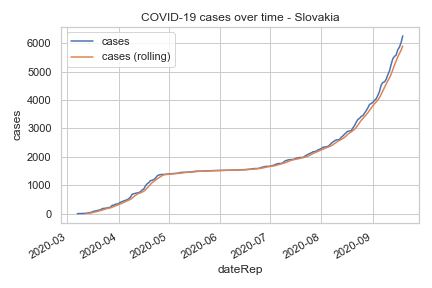 COVID-19 cases over time - Slovakia
cases
cases (rolling)
6000
5000
4000
3000
2000
1000
0
cases
2020-03
2020-04
2020-05
2020-06
2020-07
2020-08
2020-09
dateRep